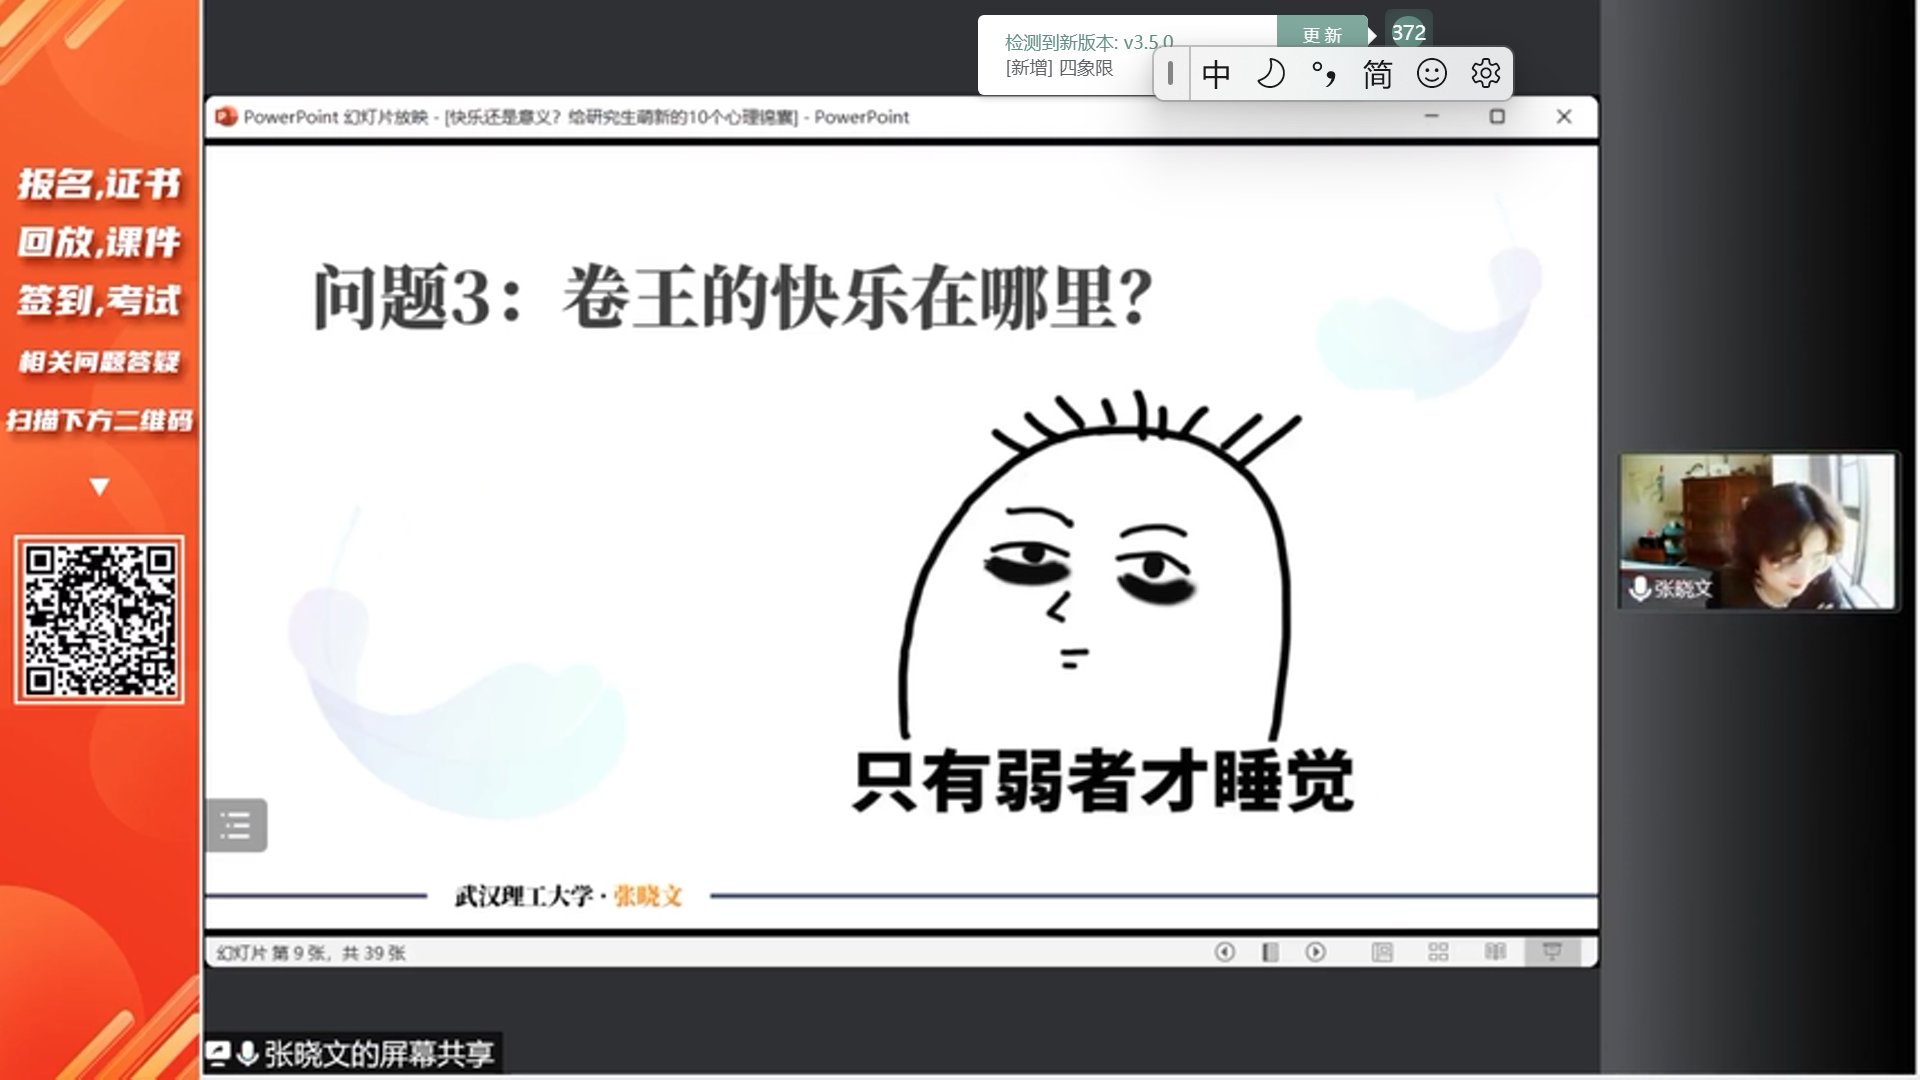 检测到新版本: v3.5.0
[新增] 四象限
更新
372
中
简
PowerPoint 幻灯片放映 - [快乐还是意义？给研究生萌新的10个心理锦囊] - PowerPoint
报名,证书
回放,课件
签到,考试
相关问题答疑
扫描下方二维码
问题3：卷王的快乐在哪里？
只有弱者才睡觉
武汉理工大学·张晓文
幻灯片 第 9 张，共 39 张
张晓文
张晓文的屏幕共享